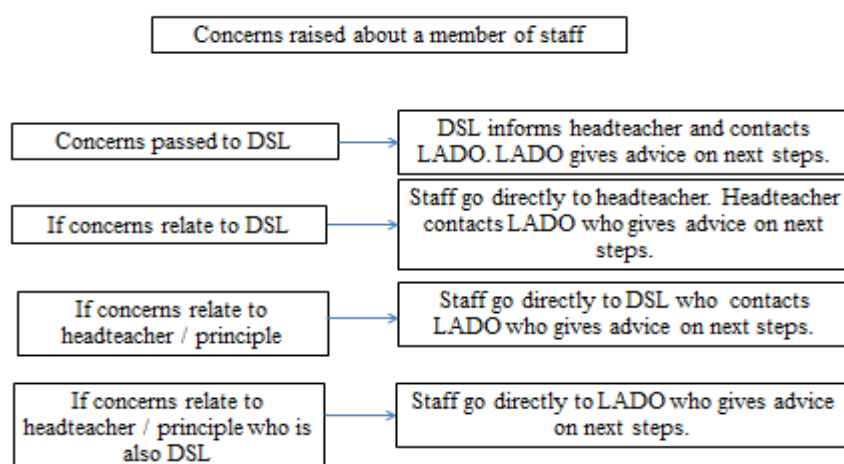 Concerns raised about a member of staff
Concerns passed to DSL
DSL informs headteacher and contacts
LADO. LADO gives advice on next steps.
If concerns relate to DSL
Staff go directly to headteacher. Headteacher
contacts LADO who gives advice on next
steps.
If concerns relate to
headteacher / principle
Staff go directly to DSL who contacts
LADO who gives advice on next steps.
If concerns relate to
headteacher / principle who is
also DSL
Staff go directly to LADO who gives advice
on next steps.